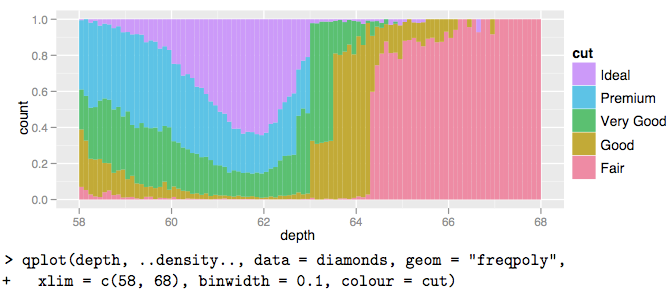 1.0
0.8
0.6
0.4
0.2
0.0
count
58
60
62
64
66
68
depth
cut
Ideal
Premium
Very Good
Good
Fair
> qplot(depth, ..density.., data = diamonds, geom = "freqpoly",
+ xlim = c(58, 68), binwidth = 0.1, colour = cut)